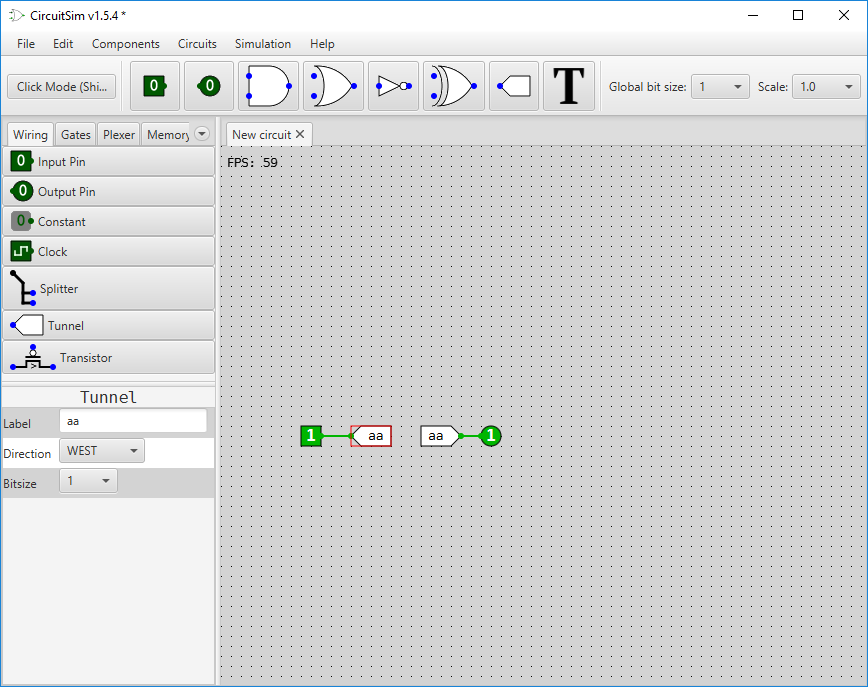 CircuitSim v1.5.4 *
File Edit Components Circuits Simulation Help
Click Mode (Shi... 0 0 T Global bit size: 1 Scale: 1.0
Wiring Gates Plexer Memory New circuit
0 Input Pin FPS: 59
0 Output Pin
0 Constant
Clock
Splitter
Tunnel
Transistor
Tunnel
Label aa
1 aa aa 1
Direction WEST
Bitsize 1